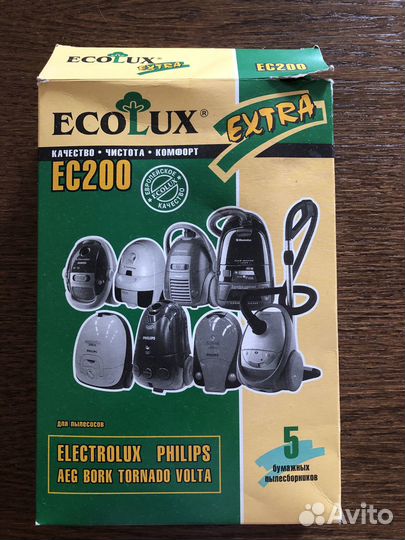 ECOLUX EXTRA EC200
ECOLUX® EXTRA
КАЧЕСТВО · ЧИСТОТА · КОМФОРТ
EC200
ЕВРОПЕЙСКОЕ
ECOLUX
КАЧЕСТВО
PHILIPS
для пылесосов
ELECTROLUX PHILIPS
AEG BORK TORNADO VOLTA
5
бумажных
пылесборников
Avito